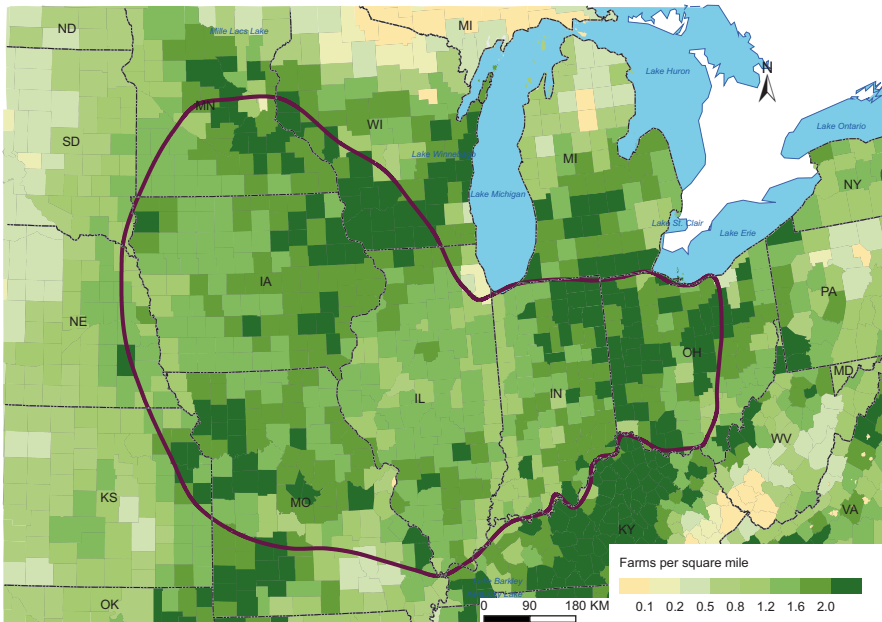 ND
Mille Lacs Lake
MI
N
Lake Huron
MN
WI
Lake Ontario
SD
Lake Winnebago
MI
NY
Lake Michigan
Lake St. Clair
Lake Erie
IA
PA
NE
OH
MD
IL
IN
WV
KS
MO
VA
KY
Farms per square mile
Barkley
Lake
OK
0 90 180 KM
0.1 0.2 0.5 0.8 1.2 1.6 2.0